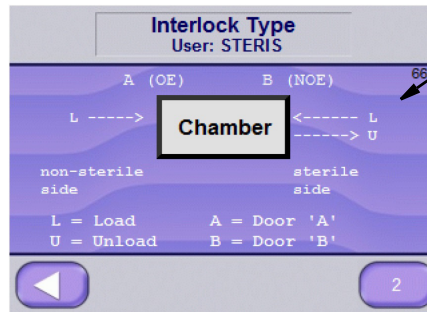 Interlock Type
User: STERIS
A (OE) B (NOE)
66
L -----> Chamber <------ L
------> U
non-sterile side
sterile side
L = Load A = Door 'A'
U = Unload B = Door 'B'
2